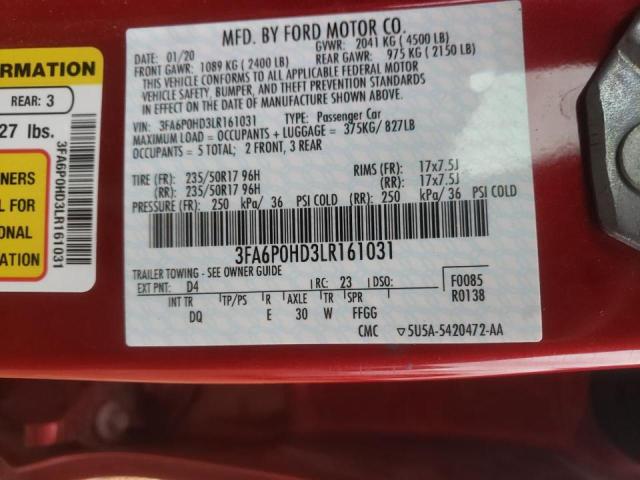 MFD. BY FORD MOTOR CO.
DATE: 01/20 GVWR: 2041 KG ( 4500 LB)
FRONT GAWR: 1089 KG ( 2400 LB) REAR GAWR: 975 KG ( 2150 LB)
THIS VEHICLE CONFORMS TO ALL APPLICABLE FEDERAL MOTOR
VEHICLE SAFETY, BUMPER, AND THEFT PREVENTION STANDARDS
IN EFFECT ON THE DATE OF MANUFACTURE SHOWN ABOVE.
VIN: 3FA6P0HD3LR161031 TYPE: Passenger Car
MAXIMUM LOAD = OCCUPANTS + LUGGAGE = 375KG/ 827LB
OCCUPANTS = 5 TOTAL; 2 FRONT, 3 REAR
TIRE (FR): 235/50R17 96H RIMS (FR): 17x7.5J
(RR): 235/50R17 96H (RR): 17x7.5J
PRESSURE (FR): 250 kPa/ 36 PSI COLD (RR): 250 kPa/ 36 PSI COLD
3FA6P0HD3LR161031
TRAILER TOWING - SEE OWNER GUIDE
EXT PNT: D4 RC: 23 DSO: F0085
INT TR TP/PS R AXLE TR SPR R0138
DQ E 30 W FFGG
CMC 5U5A-5420472-AA
FORMATION
REAR: 3
27 lbs.
NERS
L FOR
ONAL
ON
3FA6P0HD3LR161031